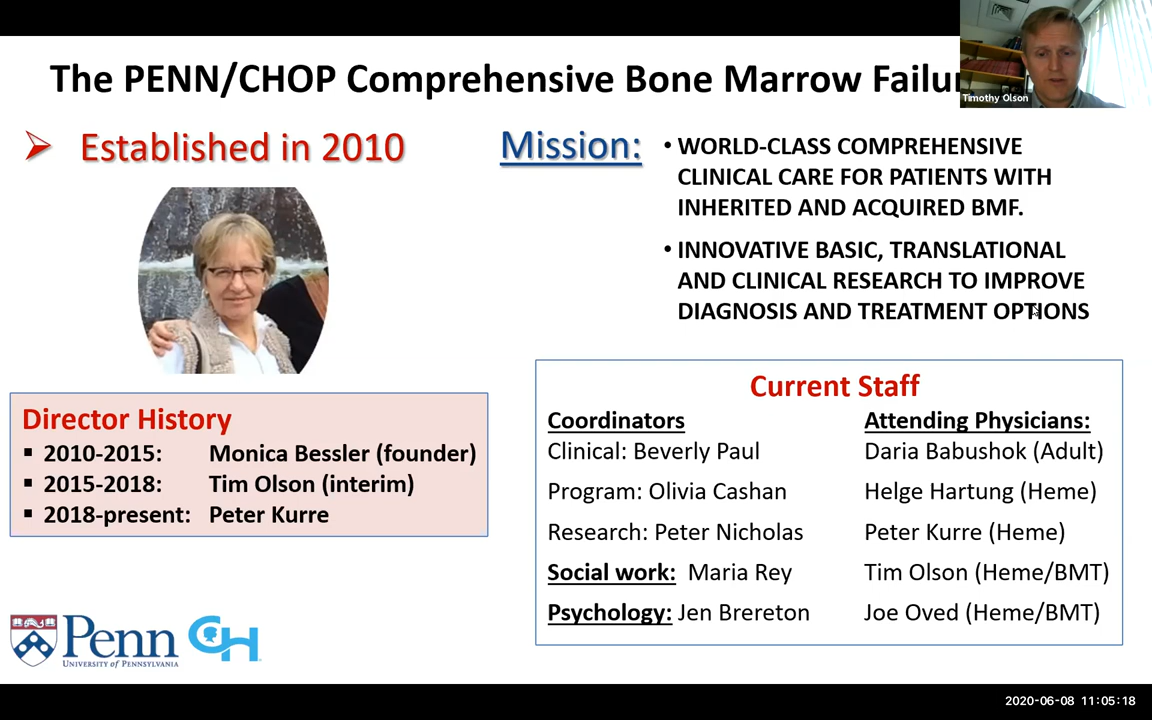 The PENN/CHOP Comprehensive Bone Marrow Failu
Timothy Olson
Established in 2010
Mission:
• WORLD-CLASS COMPREHENSIVE
CLINICAL CARE FOR PATIENTS WITH
INHERITED AND ACQUIRED BMF.
• INNOVATIVE BASIC, TRANSLATIONAL
AND CLINICAL RESEARCH TO IMPROVE
DIAGNOSIS AND TREATMENT OPTIONS
Director History
▪ 2010-2015: Monica Bessler (founder)
▪ 2015-2018: Tim Olson (interim)
▪ 2018-present: Peter Kurre
Current Staff
Coordinators
Clinical: Beverly Paul
Program: Olivia Cashan
Research: Peter Nicholas
Social work: Maria Rey
Psychology: Jen Brereton
Attending Physicians:
Daria Babushok (Adult)
Helge Hartung (Heme)
Peter Kurre (Heme)
Tim Olson (Heme/BMT)
Joe Oved (Heme/BMT)
Penn
UNIVERSITY OF PENNSYLVANIA
CH
2020-06-08 11:05:18